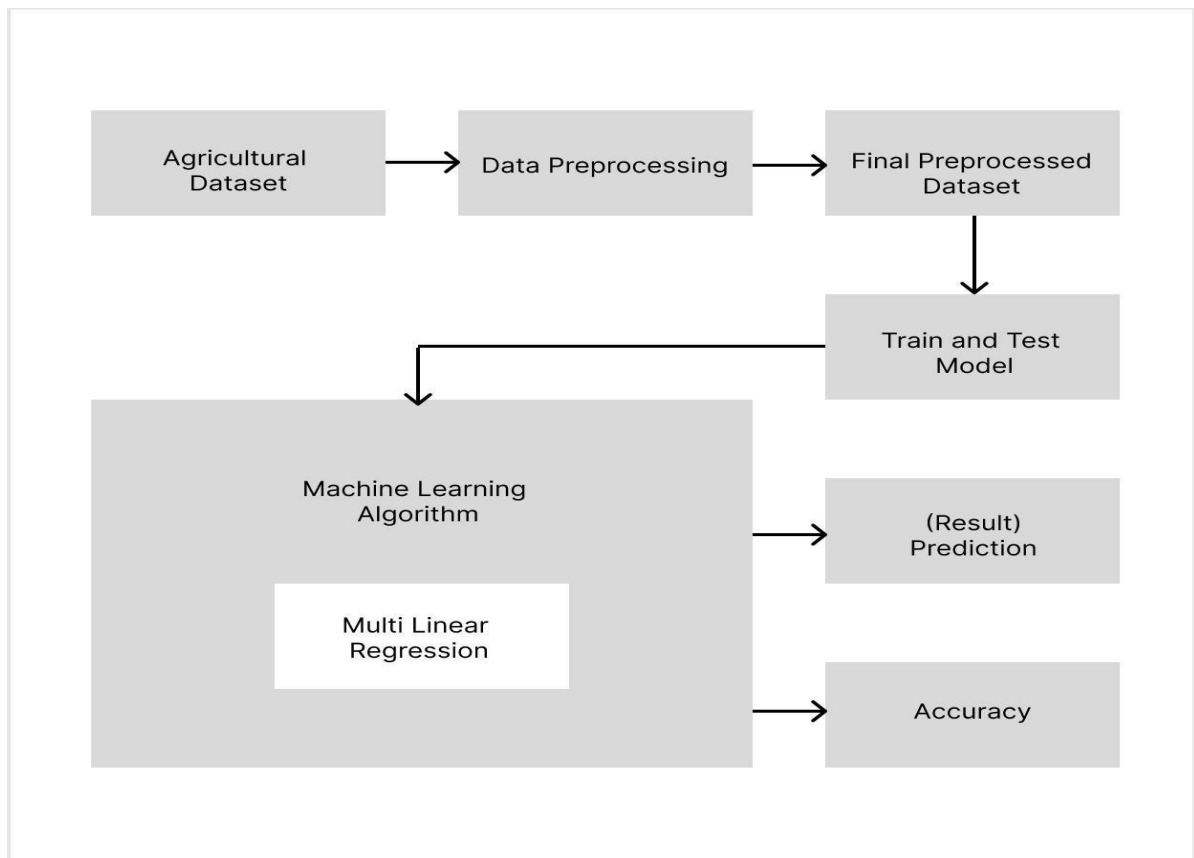 Agricultural
Dataset
Data Preprocessing
Final Preprocessed
Dataset
Train and Test
Model
Machine Learning
Algorithm
Multi Linear
Regression
(Result)
Prediction
Accuracy